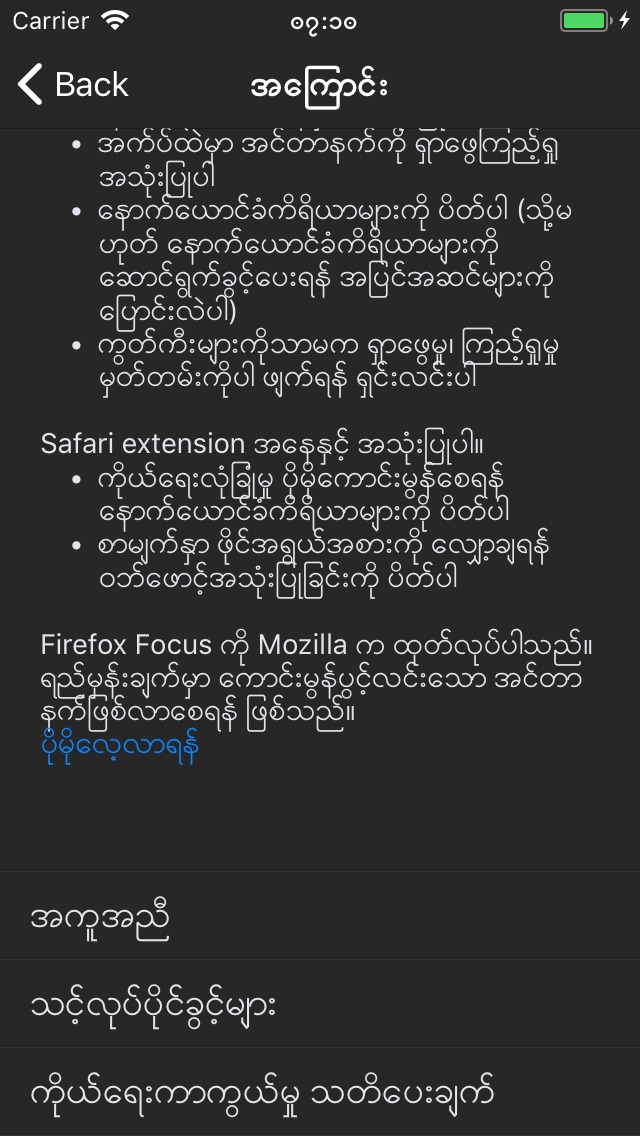 Carrier ၀၇:၁၀
Back အကြောင်း
• အက်ပ်ထဲမှာ အင်တာနက်ကို ရှာဖွေကြည့်ရှု
အသုံးပြုပါ
• နောက်ယောင်ခံကိရိယာများကို ပိတ်ပါ (သို့မ
ဟုတ် နောက်ယောင်ခံကိရိယာများကို
ဆောင်ရွက်ခွင့်ပေးရန် အပြင်အဆင်များကို
ပြောင်းလဲပါ)
• ကွတ်ကီးများကိုသာမက ရှာဖွေမှု၊ ကြည့်ရှုမှု
မှတ်တမ်းကိုပါ ဖျက်ရန် ရှင်းလင်းပါ
Safari extension အနေနှင့် အသုံးပြုပါ။
• ကိုယ်ရေးလုံခြုံမှု ပိုမိုကောင်းမွန်စေရန်
နောက်ယောင်ခံကိရိယာများကို ပိတ်ပါ
• စာမျက်နှာ ဖိုင်အရွယ်အစားကို လျှော့ချရန်
ဝဘ်ဖောင့်အသုံးပြုခြင်းကို ပိတ်ပါ
Firefox Focus ကို Mozilla က ထုတ်လုပ်ပါသည်။
ရည်မှန်းချက်မှာ ကောင်းမွန်ပွင့်လင်းသော အင်တာ
နက်ဖြစ်လာစေရန် ဖြစ်သည်။
ပိုမိုလေ့လာရန်
အကူအညီ
သင့်လုပ်ပိုင်ခွင့်များ
ကိုယ်ရေးကာကွယ်မှု သတိပေးချက်